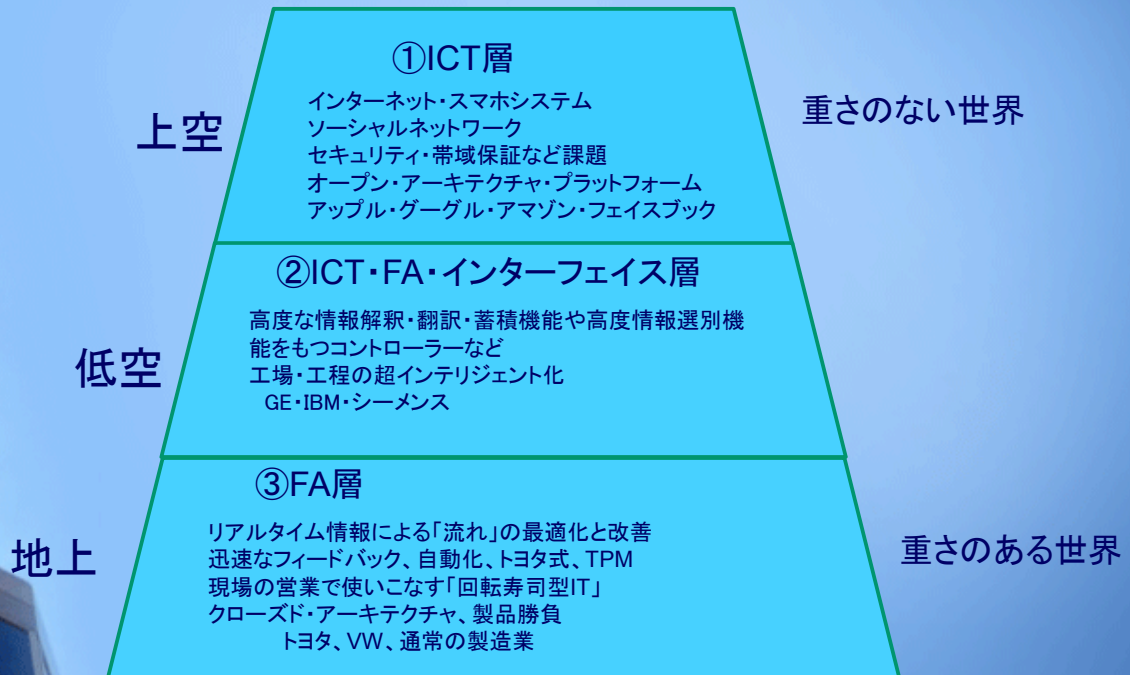 ①ICT層
インターネット・スマホシステム
ソーシャルネットワーク
セキュリティ・帯域保証など課題
オープン・アーキテクチャ・プラットフォーム
アップル・グーグル・アマゾン・フェイスブック
上空
重さのない世界
②ICT・FA・インターフェイス層
高度な情報解釈・翻訳・蓄積機能や高度情報選別機
能をもつコントローラーなど
工場・工程の超インテリジェント化
GE・IBM・シーメンス
低空
③FA層
リアルタイム情報による「流れ」の最適化と改善
迅速なフィードバック、自動化、トヨタ式、TPM
現場の営業で使いこなす「回転寿司型IT」
クローズド・アーキテクチャ、製品勝負
トヨタ、VW、通常の製造業
地上
重さのある世界